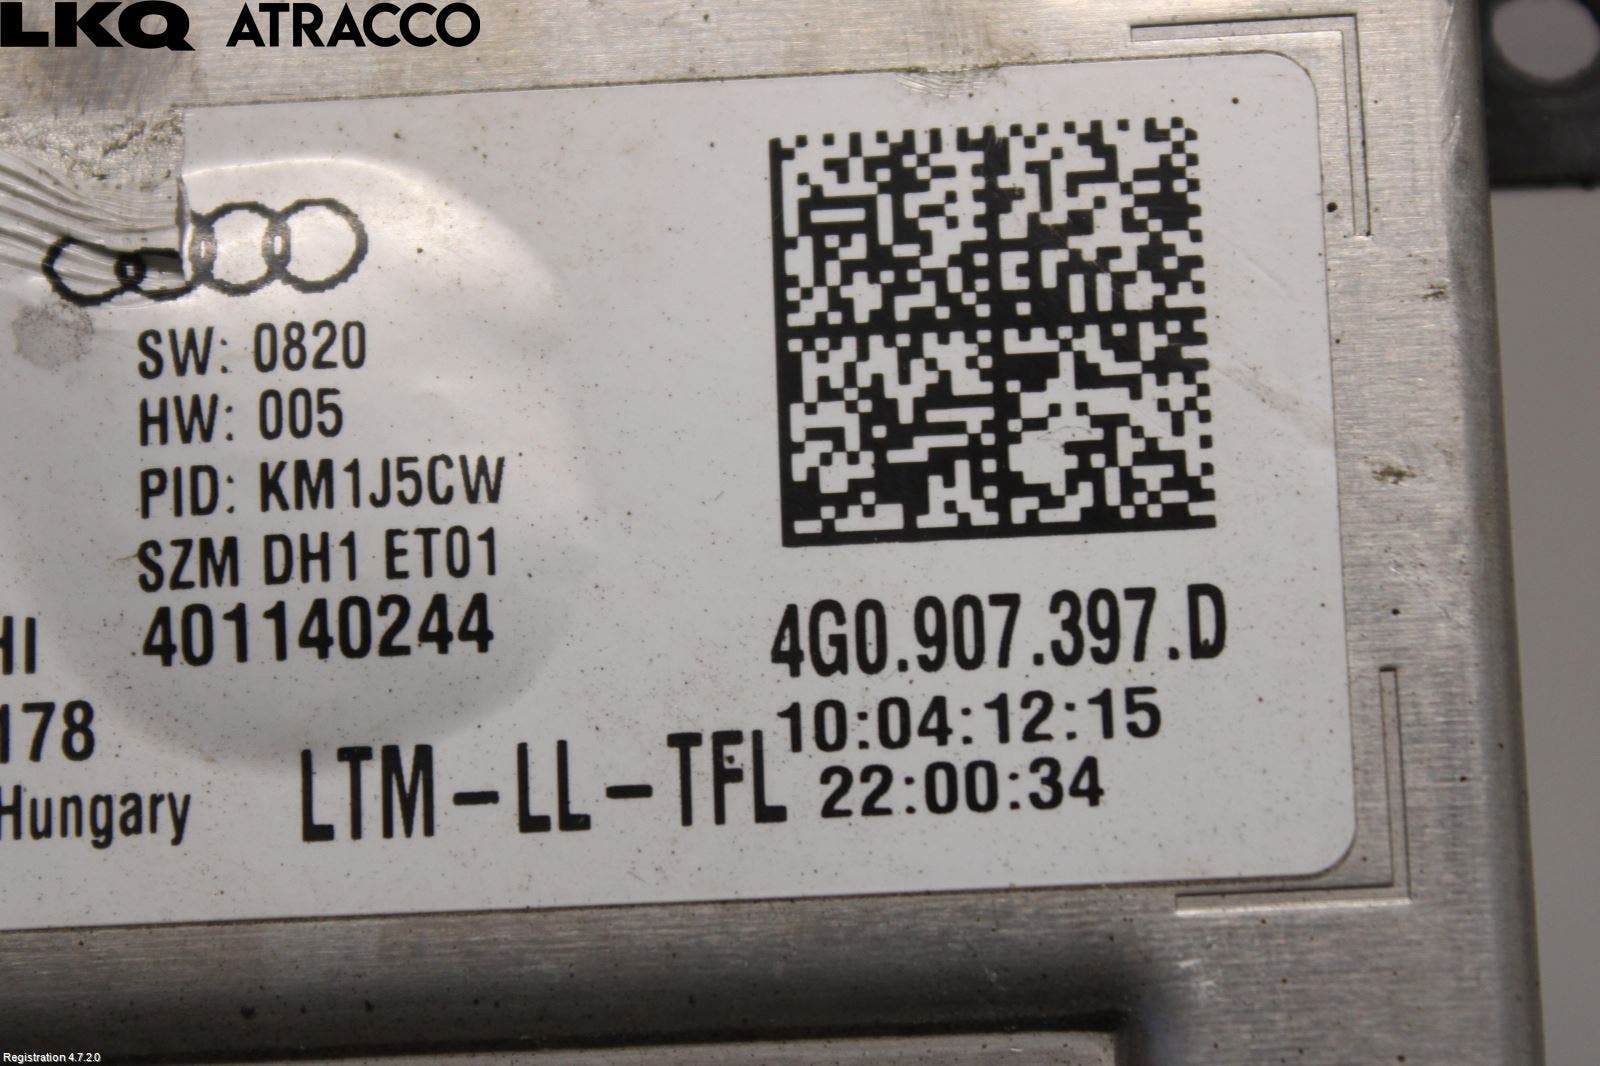 LKQ ATRACCO
SW: 0820
HW: 005
PID: KM1J5CW
SZM DH1 ET01
HI 401140244
178
Hungary
LTM-LL-TFL
4G0.907.397.D
10:04:12:15
22:00:34
Registration 4.7.2.0